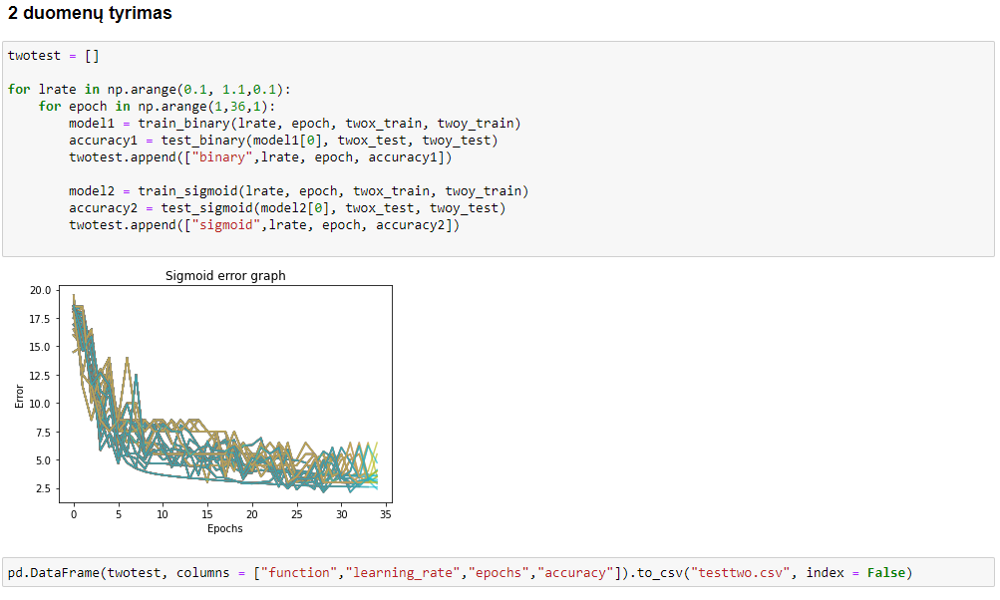 2 duomenų tyrimas
twotest = []
for lrate in np.arange(0.1, 1.1,0.1):
    for epoch in np.arange(1,36,1):
        model1 = train_binary(lrate, epoch, twox_train, twoy_train)
        accuracy1 = test_binary(model1[0], twox_test, twoy_test)
        twotest.append(["binary",lrate, epoch, accuracy1])
        model2 = train_sigmoid(lrate, epoch, twox_train, twoy_train)
        accuracy2 = test_sigmoid(model2[0], twox_test, twoy_test)
        twotest.append(["sigmoid",lrate, epoch, accuracy2])
Sigmoid error graph
20.0
17.5
15.0
12.5
10.0
7.5
5.0
2.5
Error
0 5 10 15 20 25 30 35
Epochs
pd.DataFrame(twotest, columns = ["function","learning_rate","epochs","accuracy"]).to_csv("testtwo.csv", index = False)